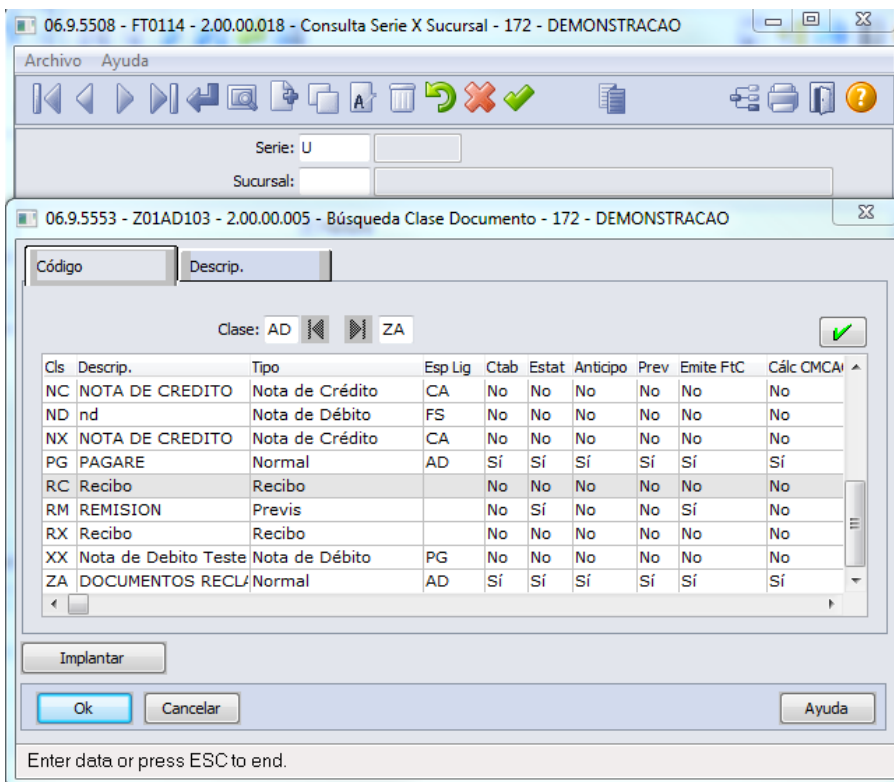 06.9.5508 - FT0114 - 2.00.00.018 - Consulta Serie X Sucursal - 172 - DEMONSTRACAO
Archivo Ayuda
Serie: U
Sucursal:
06.9.5553 - Z01AD103 - 2.00.00.005 - Búsqueda Clase Documento - 172 - DEMONSTRACAO
Código Descrip.
Clase: AD ZA
Cls Descrip. Tipo Esp Lig Ctab Estat Anticipo Prev Emite FtC Cálc CMCA
NC NOTA DE CREDITO Nota de Crédito CA No No No No No No
ND nd Nota de Débito FS No No No No No No
NX NOTA DE CREDITO Nota de Crédito CA No No No No No No
PG PAGARE Normal AD Sí Sí Sí Sí Sí Sí
RC Recibo Recibo No No No No No No
RM REMISION Previs No Sí No No Sí No
RX Recibo Recibo No No No No No No
XX Nota de Debito Teste Nota de Débito PG No No No No No No
ZA DOCUMENTOS RECLA Normal AD Sí Sí Sí Sí Sí Sí
Implantar
Ok Cancelar Ayuda
Enter data or press ESC to end.